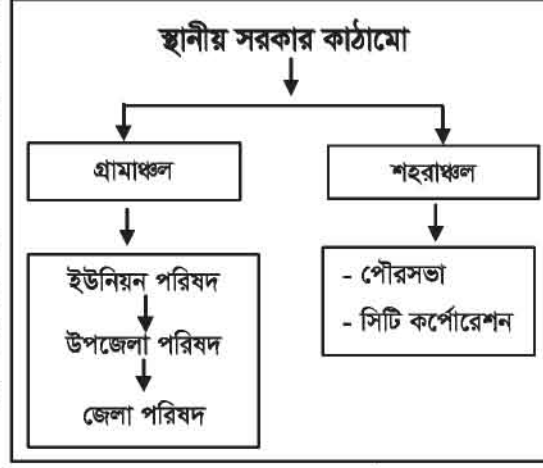 স্থানীয় সরকার কাঠামো
গ্রামাঞ্চল
ইউনিয়ন পরিষদ
উপজেলা পরিষদ
জেলা পরিষদ
শহরাঞ্চল
- পৌরসভা
- সিটি কর্পোরেশন